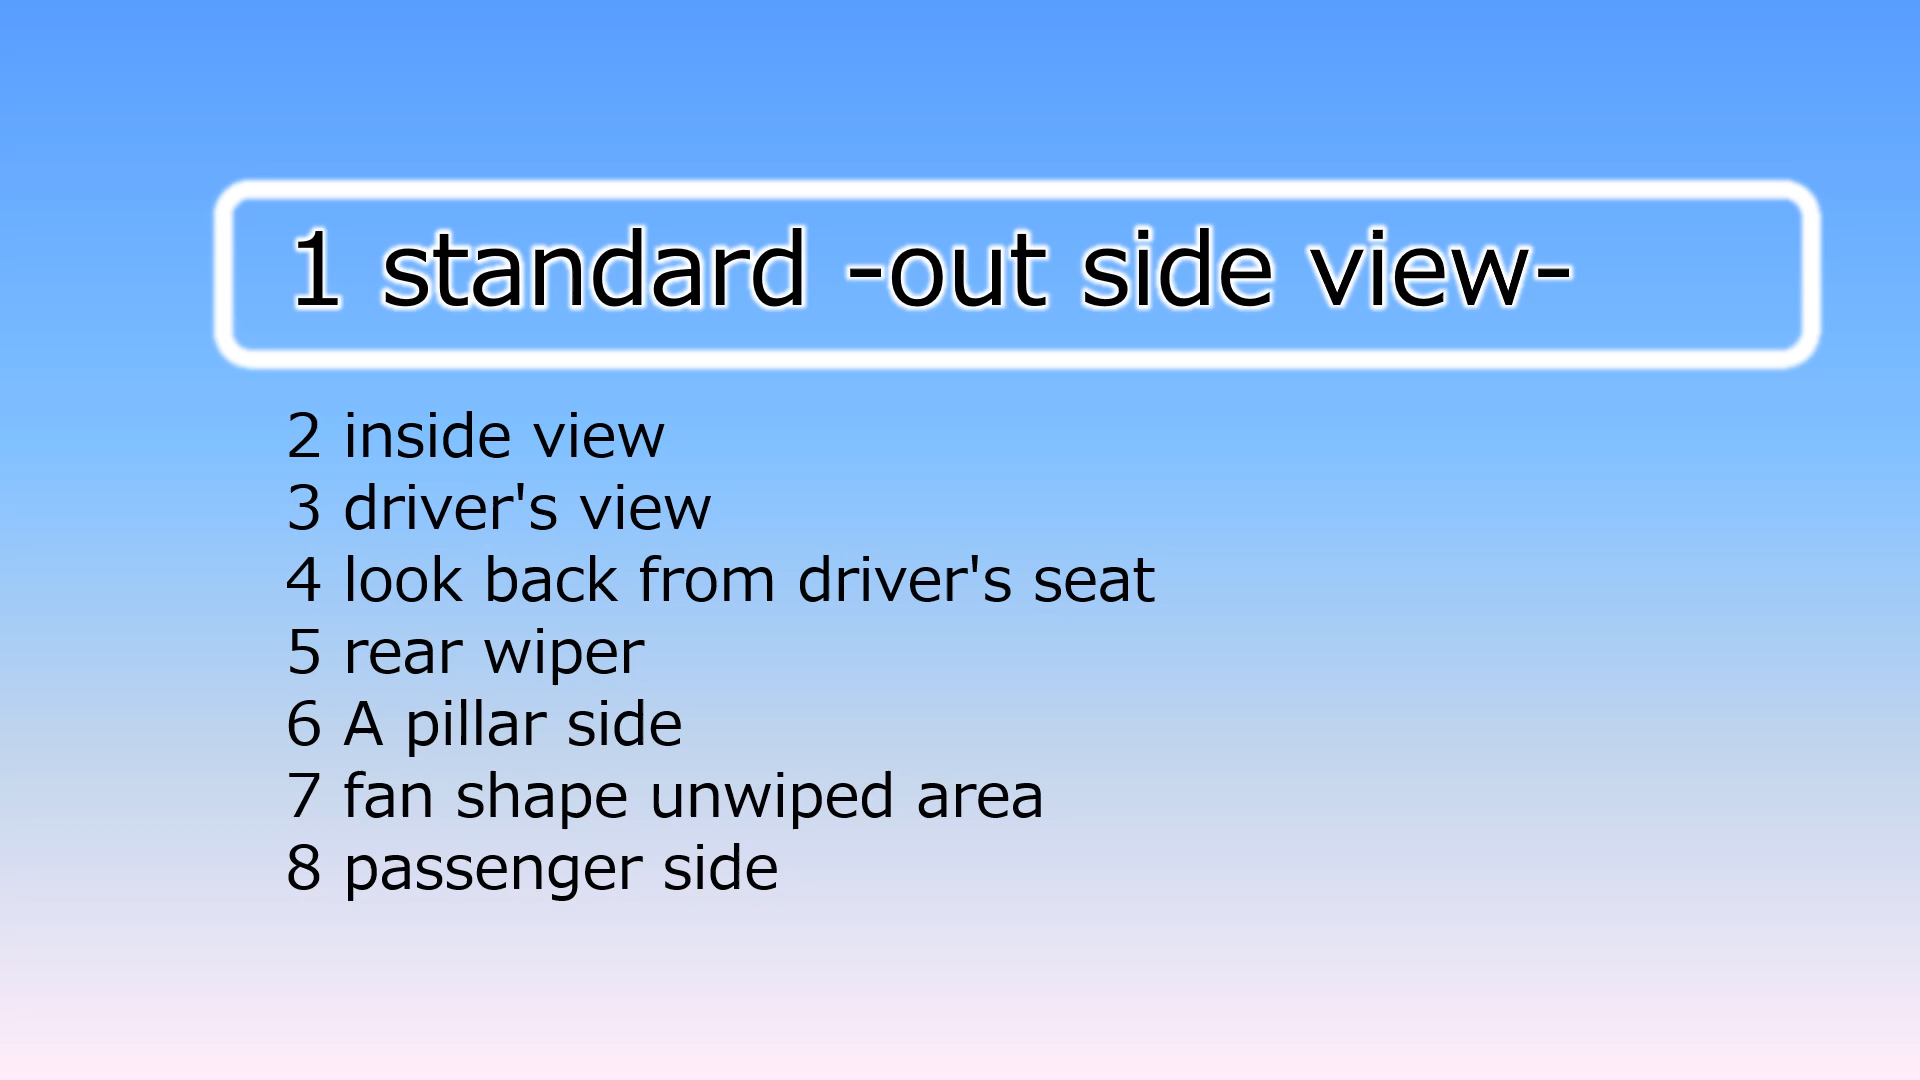 1 standard -out side view-
2 inside view
3 driver's view
4 look back from driver's seat
5 rear wiper
6 A pillar side
7 fan shape unwiped area
8 passenger side